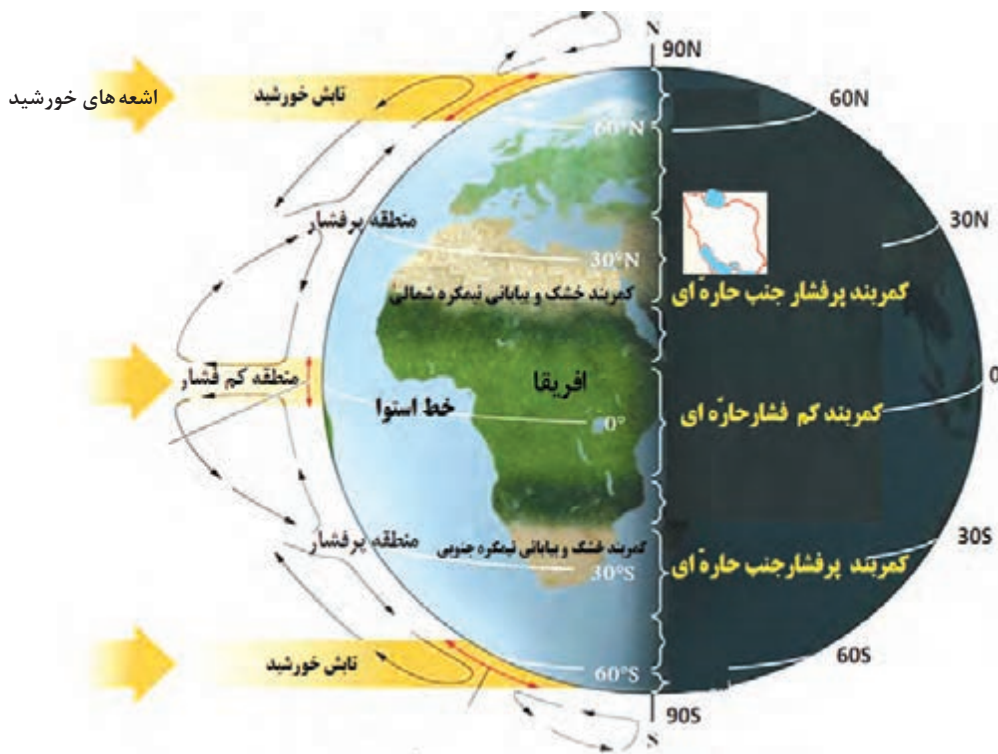 N
90N
60N
اشعه های خورشید
تابش خورشید
60°N
30N
منطقه پرفشار
30°N
کمربند خشک و بیابانی نیمکره شمالی
کمربند پرفشار جنب حارّه ای
منطقه کم فشار
افریقا
0
خط استوا
0°
کمربند کم فشار حارّه ای
30S
منطقه پرفشار
کمربند خشک و بیابانی نیمکره جنوبی
30°S
کمربند پرفشار جنب حارّه ای
60S
تابش خورشید
60°S
90S
S